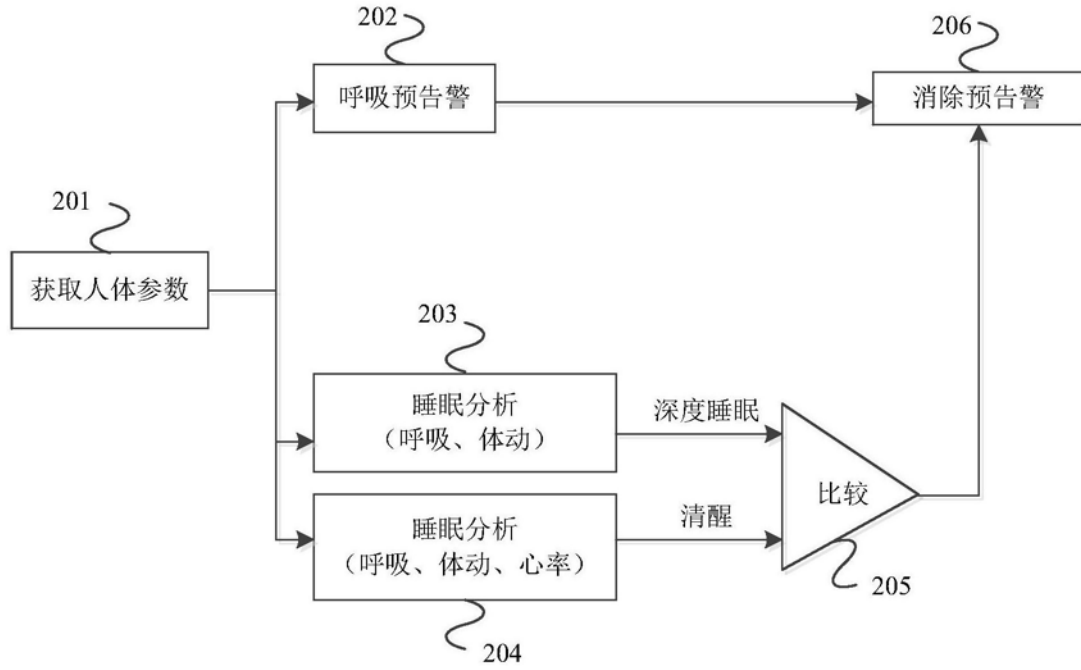 202
206
呼吸预告警
消除预告警
201
获取人体参数
203
睡眠分析
（呼吸、体动）
深度睡眠
比较
清醒
睡眠分析
（呼吸、体动、心率）
205
204